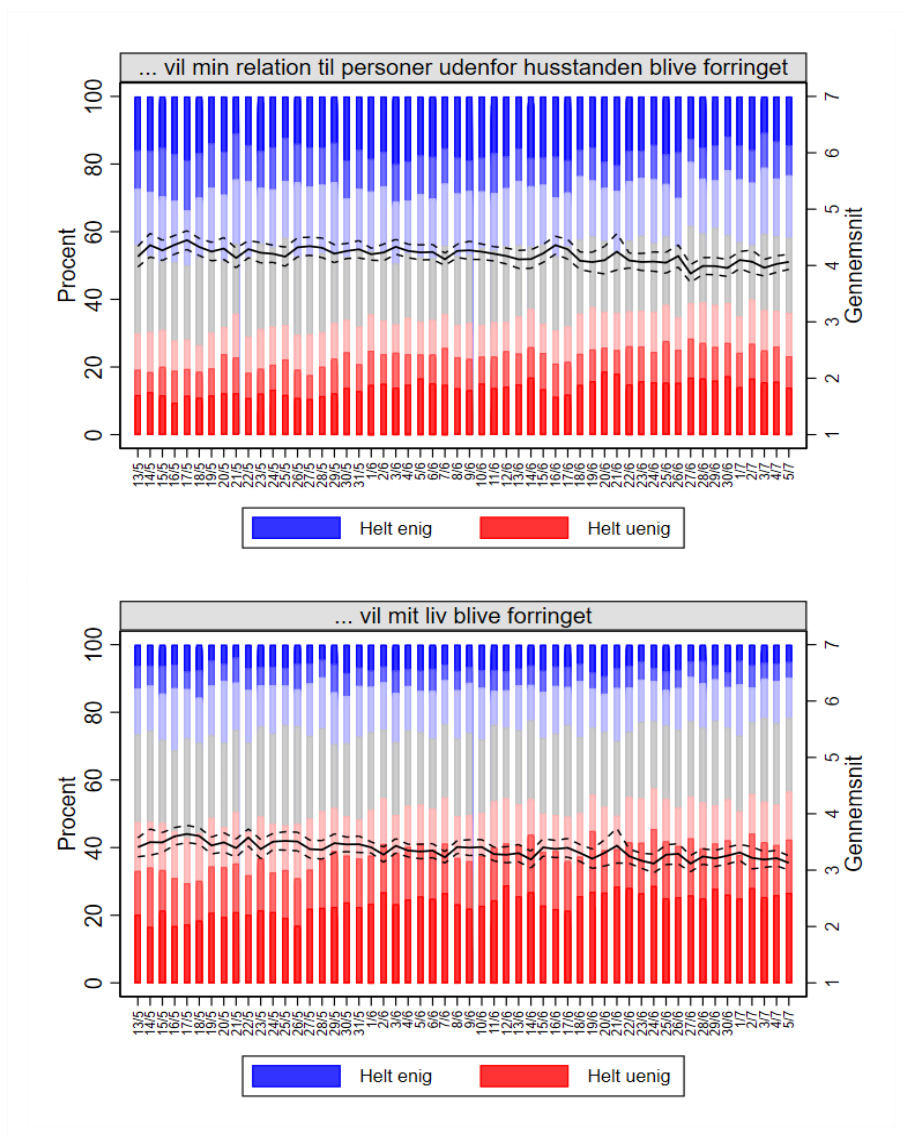 ... vil min relation til personer udenfor husstanden blive forringet
Procent
0 20 40 60 80 100
Gennemsnit
1 2 3 4 5 6 7
13/5 14/5 15/5 16/5 17/5 18/5 19/5 20/5 21/5 22/5 23/5 24/5 25/5 26/5 27/5 28/5 29/5 30/5 31/5 1/6 2/6 3/6 4/6 5/6 6/6 7/6 8/6 9/6 10/6 11/6 12/6 13/6 14/6 15/6 16/6 17/6 18/6 19/6 20/6 21/6 22/6 23/6 24/6 25/6 26/6 27/6 28/6 29/6 30/6 1/7 2/7 3/7 4/7 5/7
Helt enig Helt uenig
... vil mit liv blive forringet
Procent
0 20 40 60 80 100
Gennemsnit
1 2 3 4 5 6 7
13/5 14/5 15/5 16/5 17/5 18/5 19/5 20/5 21/5 22/5 23/5 24/5 25/5 26/5 27/5 28/5 29/5 30/5 31/5 1/6 2/6 3/6 4/6 5/6 6/6 7/6 8/6 9/6 10/6 11/6 12/6 13/6 14/6 15/6 16/6 17/6 18/6 19/6 20/6 21/6 22/6 23/6 24/6 25/6 26/6 27/6 28/6 29/6 30/6 1/7 2/7 3/7 4/7 5/7
Helt enig Helt uenig